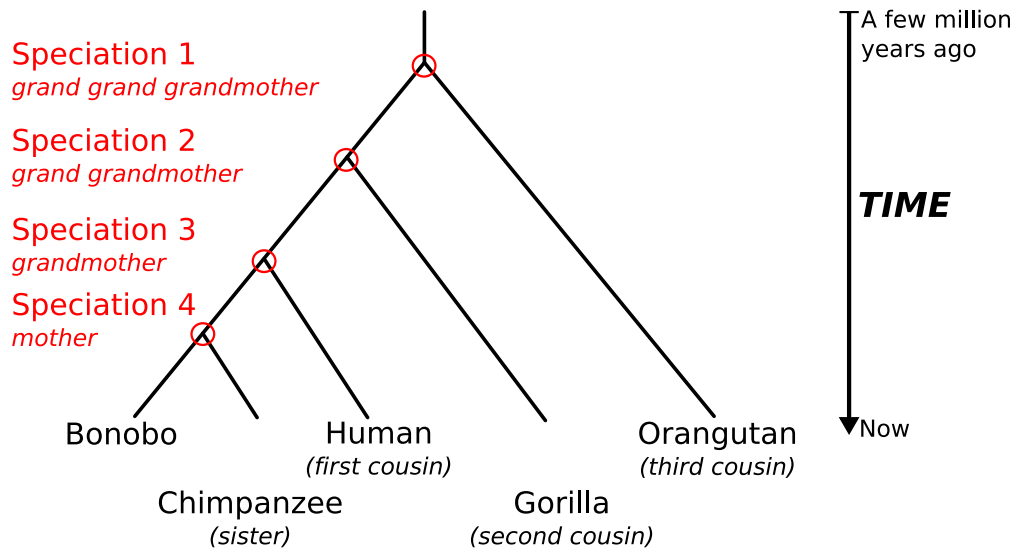 Speciation 1
grand grand grandmother
Speciation 2
grand grandmother
Speciation 3
grandmother
Speciation 4
mother
A few million
years ago
TIME
Now
Bonobo
Human
(first cousin)
Orangutan
(third cousin)
Chimpanzee
(sister)
Gorilla
(second cousin)